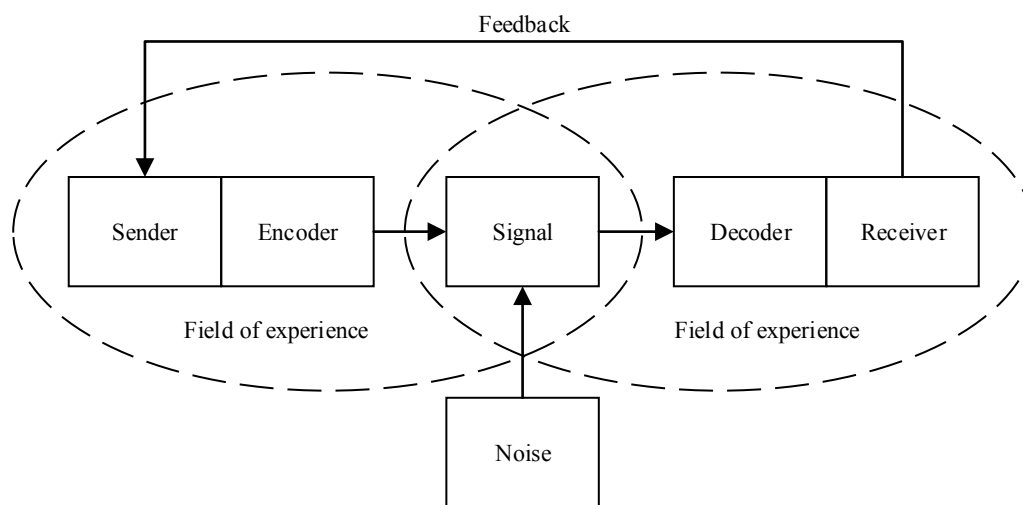 Feedback
Sender
Encoder
Signal
Decoder
Receiver
Field of experience
Field of experience
Noise